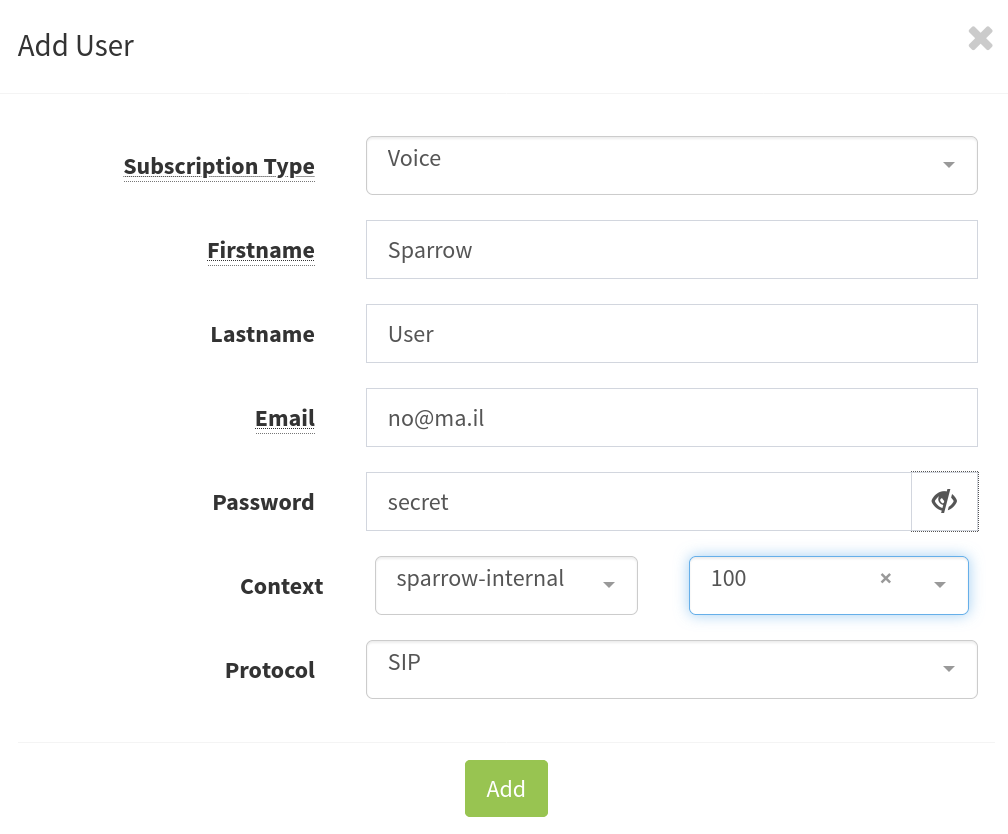 Add User
Subscription Type Voice
Firstname Sparrow
Lastname User
Email no@ma.il
Password secret
Context sparrow-internal 100 ×
Protocol SIP
Add